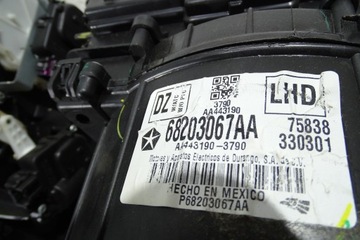 DZ
3790
AA443190
LHD
68203067AA
75838
AA443190-3790
330301
Motores y Aparatos Electricos de Durango, S.A. de C.V.
HECHO EN MEXICO
P68203067AA